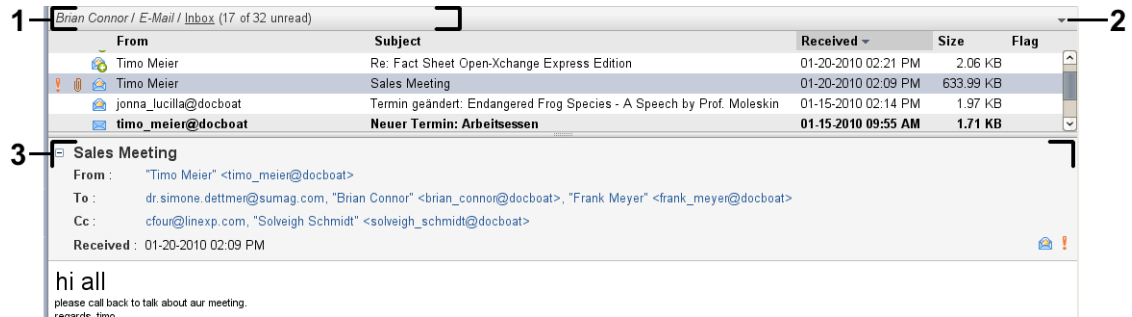 1 Brian Connor / E-Mail / Inbox (17 of 32 unread) 2
From Subject Received Size Flag
Timo Meier Re: Fact Sheet Open-Xchange Express Edition 01-20-2010 02:21 PM 2.06 KB
Timo Meier Sales Meeting 01-20-2010 02:09 PM 633.99 KB
jonna_lucilla@docboat Termin geändert: Endangered Frog Species - A Speech by Prof. Moleskin 01-15-2010 02:14 PM 1.97 KB
timo_meier@docboat Neuer Termin: Arbeitsessen 01-15-2010 09:55 AM 1.71 KB
3 Sales Meeting
From : "Timo Meier" <timo_meier@docboat>
To : dr.simone.dettmer@sumag.com, "Brian Connor" <brian_connor@docboat>, "Frank Meyer" <frank_meyer@docboat>
Cc : cfour@linexp.com, "Solveigh Schmidt" <solveigh_schmidt@docboat>
Received : 01-20-2010 02:09 PM
hi all
please call back to talk about aur meeting.
regards, timo